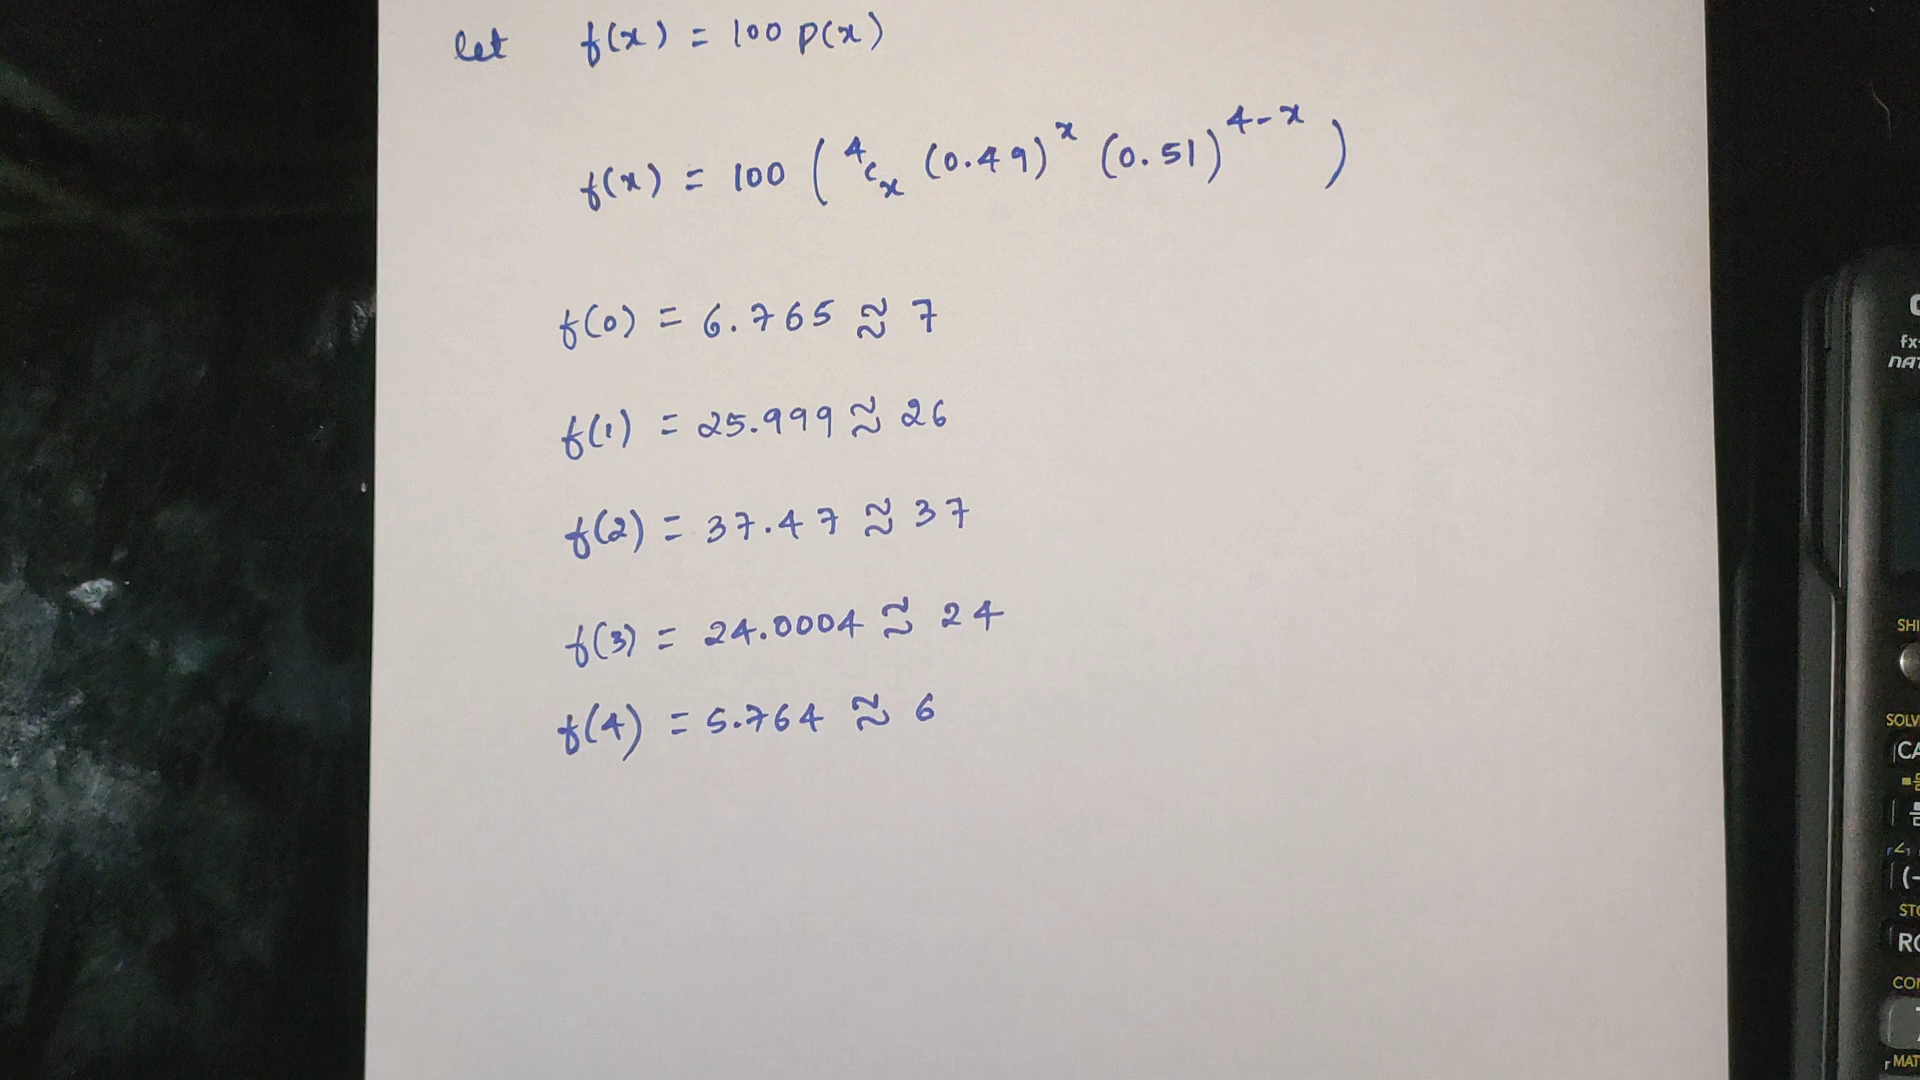 let f(x) = 100 p(x)
f(x) = 100 ( ⁴Cₓ (0.49)ˣ (0.51)⁴⁻ˣ )
f(0) = 6.765 ≈ 7
f(1) = 25.999 ≈ 26
f(2) = 37.47 ≈ 37
f(3) = 24.0004 ≈ 24
f(4) = 5.764 ≈ 6